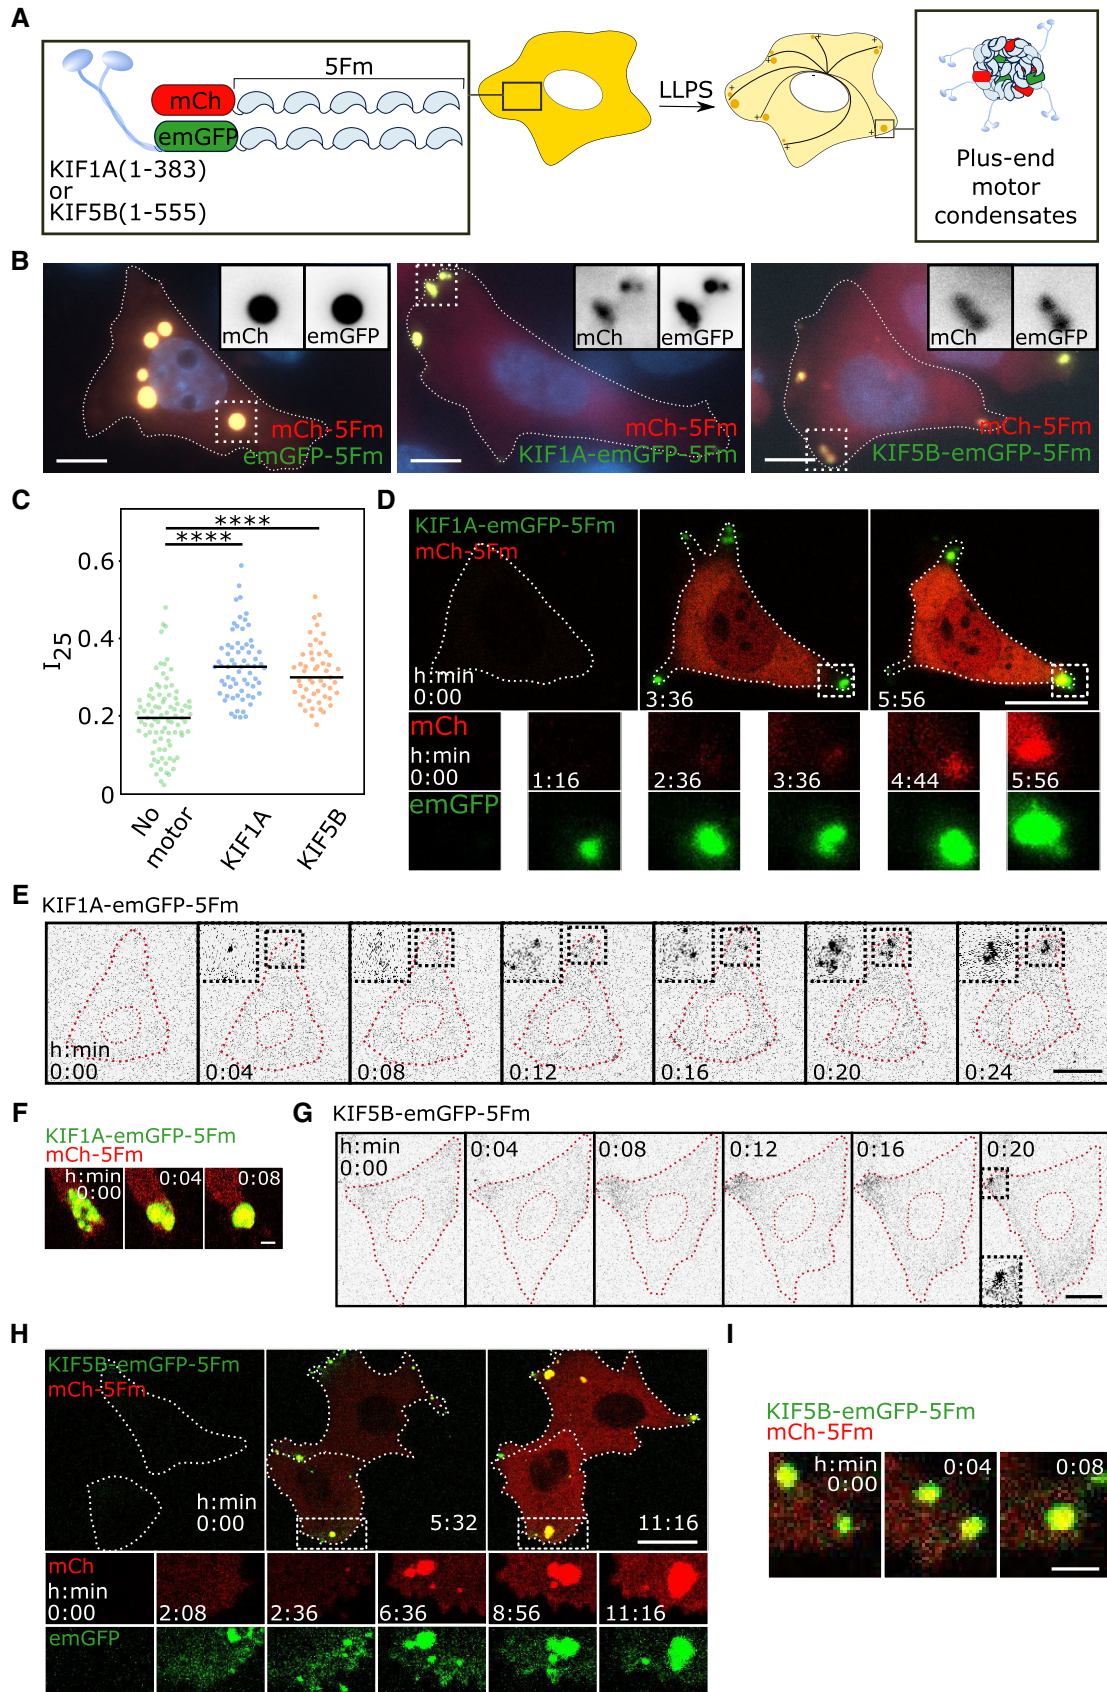 A
5Fm
mCh
emGFP
KIF1A(1-383)
or
KIF5B(1-555)
LLPS
+
+
+
+
+
+
-
Plus-end
motor
condensates
B
mCh
emGFP
mCh-5Fm
emGFP-5Fm
mCh
emGFP
mCh-5Fm
KIF1A-emGFP-5Fm
mCh
emGFP
mCh-5Fm
KIF5B-emGFP-5Fm
C
****
****
I25
0.6
0.4
0.2
0
No motor
KIF1A
KIF5B
D
KIF1A-emGFP-5Fm
mCh-5Fm
h:min
0:00
3:36
5:56
mCh
h:min
0:00
1:16
2:36
3:36
4:44
5:56
emGFP
E
KIF1A-emGFP-5Fm
h:min
0:00
0:04
0:08
0:12
0:16
0:20
0:24
F
KIF1A-emGFP-5Fm
mCh-5Fm
h:min
0:00
0:04
0:08
G
KIF5B-emGFP-5Fm
h:min
0:00
0:04
0:08
0:12
0:16
0:20
H
KIF5B-emGFP-5Fm
mCh-5Fm
h:min
0:00
5:32
11:16
mCh
h:min
0:00
2:08
2:36
6:36
8:56
11:16
emGFP
I
KIF5B-emGFP-5Fm
mCh-5Fm
h:min
0:00
0:04
0:08